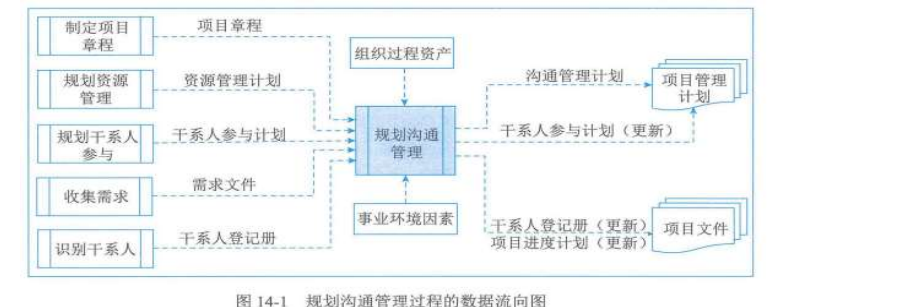 制定项目
章程
项目章程
组织过程资产
规划资源
管理
资源管理计划
沟通管理计划
项目管理
计划
规划干系人
参与
干系人参与计划
规划沟通
管理
干系人参与计划（更新）
收集需求
需求文件
识别干系人
干系人登记册
事业环境因素
干系人登记册（更新）
项目进度计划（更新）
项目文件
图 14-1 规划沟通管理过程的数据流向图